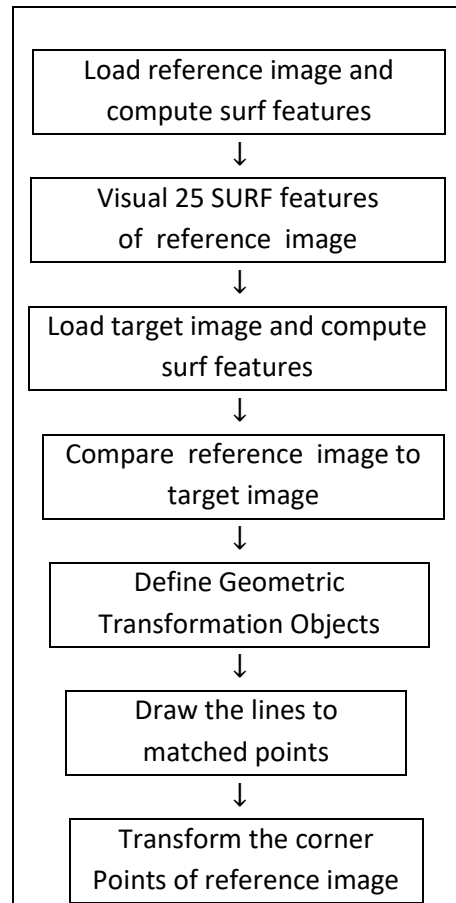 Load reference image and
compute surf features
↓
Visual 25 SURF features
of reference image
↓
Load target image and compute
surf features
↓
Compare reference image to
target image
↓
Define Geometric
Transformation Objects
↓
Draw the lines to
matched points
↓
Transform the corner
Points of reference image